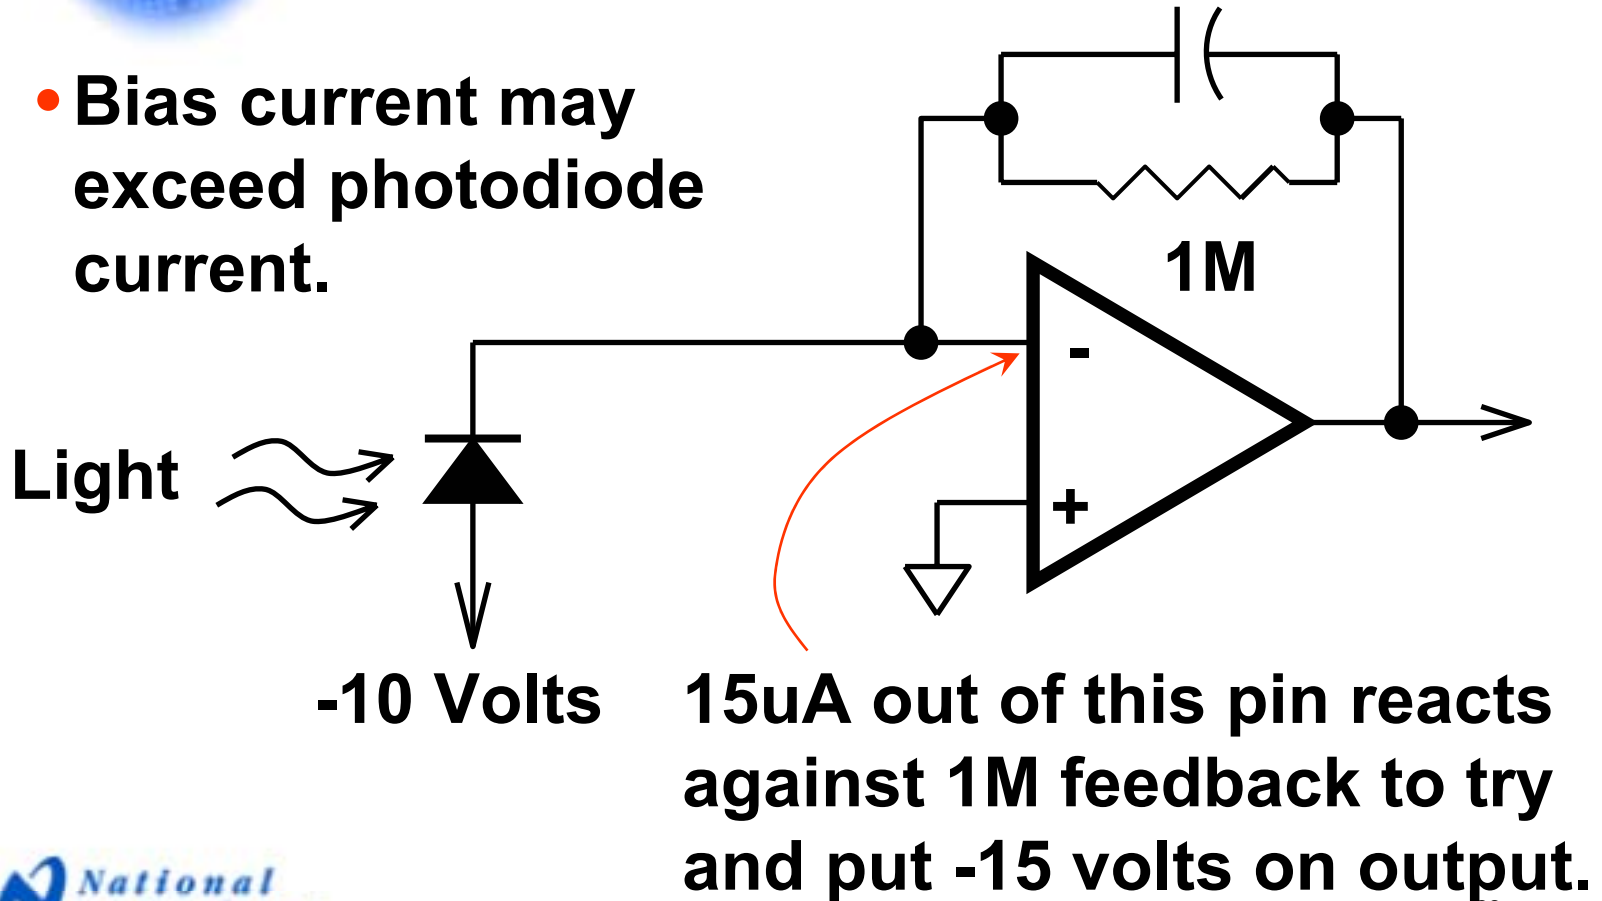 • Bias current may
exceed photodiode
current.
1M
-
+
Light
-10 Volts
15uA out of this pin reacts
against 1M feedback to try
and put -15 volts on output.
National